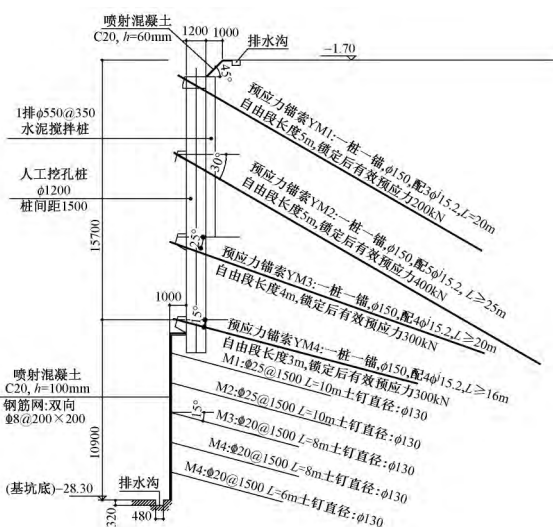 喷射混凝土
C20, h=60mm
1200 1000
排水沟
-1.70
45°
1排ϕ550@350
水泥搅拌桩
预应力锚索YM1:一桩一锚,ϕ150,配3ϕʲ15.2,L=20m
自由段长度5m,锁定后有效预应力200kN
人工挖孔桩
ϕ1200
桩间距1500
30°
预应力锚索YM2:一桩一锚,ϕ150,配5ϕʲ15.2, L≥25m
自由段长度5m,锁定后有效预应力400kN
15700
25°
预应力锚索YM3:一桩一锚,ϕ150,配4ϕʲ15.2,L≥20m
自由段长度4m,锁定后有效预应力300kN
1000
15°
预应力锚索YM4:一桩一锚,ϕ150,配4ϕʲ15.2,L≥16m
自由段长度3m,锁定后有效预应力300kN
喷射混凝土
C20, h=100mm
钢筋网:双向
Φ8@200×200
M1:Φ25@1500 L=10m土钉直径:ϕ130
M2:Φ25@1500 L=10m土钉直径:ϕ130
15°
M3:Φ20@1500 L=8m土钉直径:ϕ130
M4:Φ20@1500 L=8m土钉直径:ϕ130
M4:Φ20@1500 L=6m土钉直径:ϕ130
10900
(基坑底)-28.30
排水沟
320
480